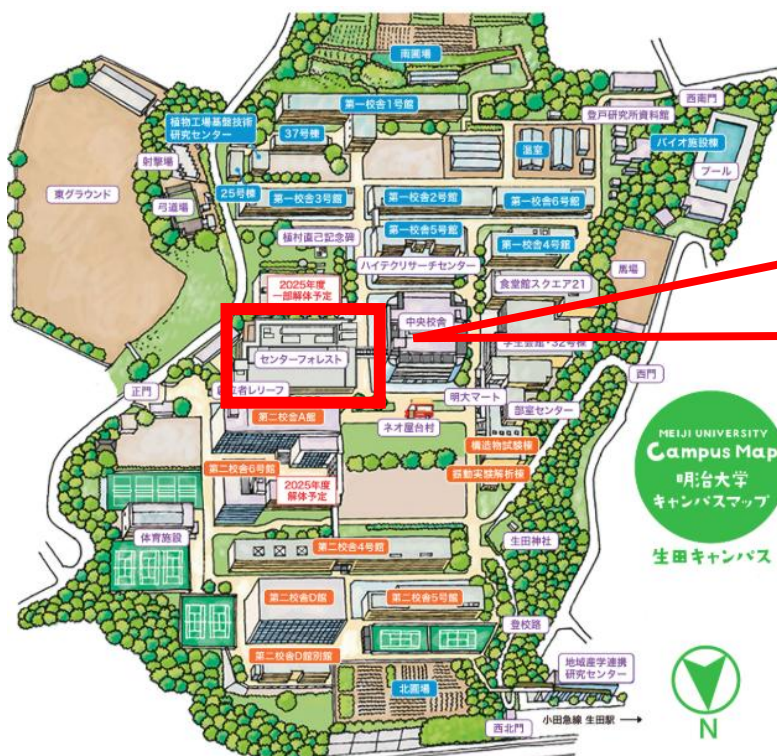 南圃場
西南門
第一校舎1号館
登戸研究所資料館
植物工場基盤技術
研究センター
37号棟
バイオ施設棟
射撃場
温室
プール
東グラウンド
25号棟
第一校舎3号館
第一校舎2号館
第一校舎6号館
弓道場
植村直己記念碑
第一校舎5号館
第一校舎4号館
ハイテクリサーチセンター
馬場
2025年度
一部解体予定
食堂館スクエア21
中央校舎
学生会館・32号棟
センターフォレスト
西門
正門
者レリーフ
明大マート
部室センター
第二校舎A館
ネオ屋台村
MEIJI UNIVERSITY
Campus Map
明治大学
キャンパスマップ
生田キャンパス
構造物試験棟
第二校舎6号館
振動実験解析棟
2025年度
解体予定
体育施設
生田神社
第二校舎4号館
第二校舎D館
第二校舎5号館
登校路
第二校舎D館別館
地域産学連携
研究センター
北圃場
小田急線 生田駅 →
西北門
N